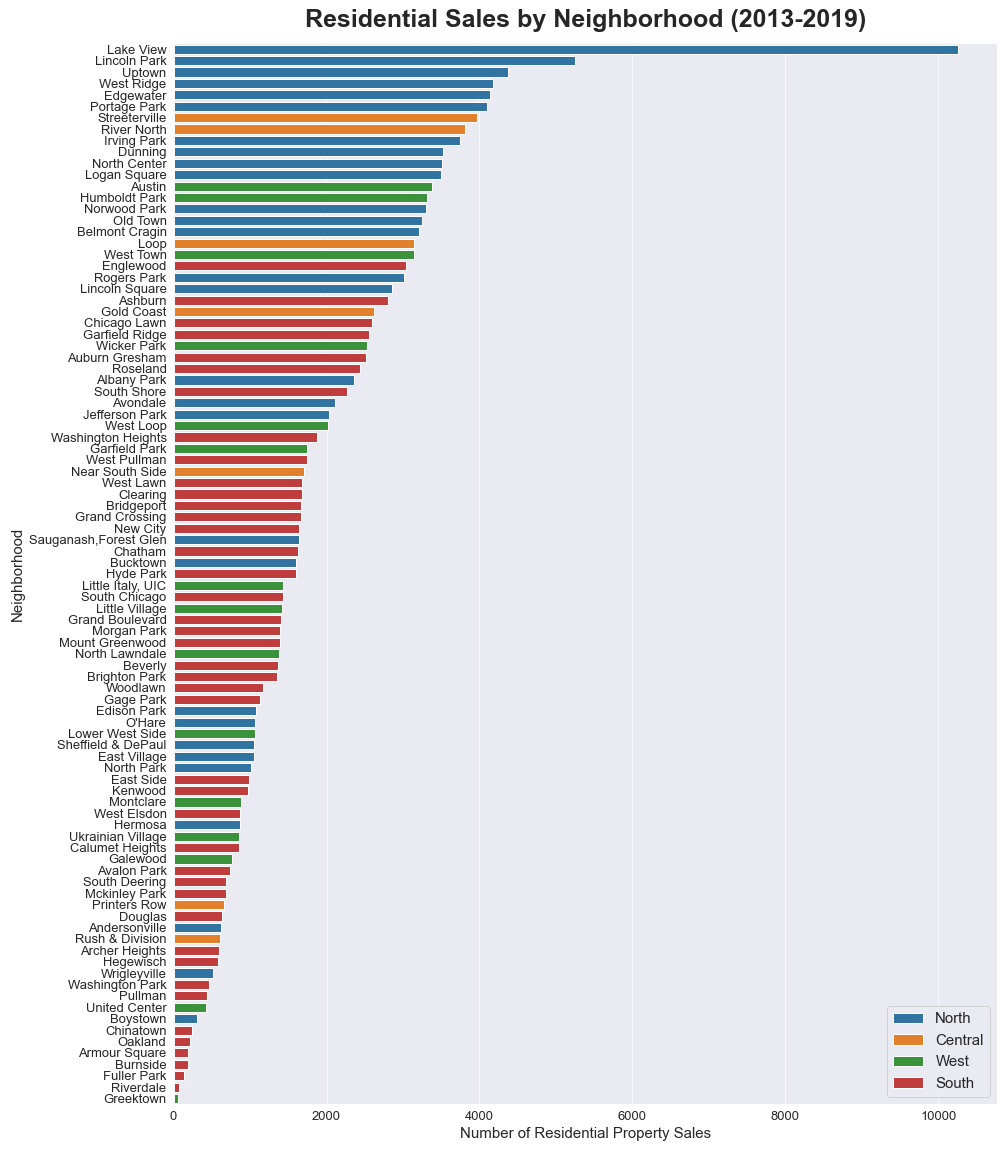 Residential Sales by Neighborhood (2013-2019)
Lake View
Lincoln Park
Uptown
West Ridge
Edgewater
Portage Park
Streeterville
River North
Irving Park
Dunning
North Center
Logan Square
Austin
Humboldt Park
Norwood Park
Old Town
Belmont Cragin
Loop
West Town
Englewood
Rogers Park
Lincoln Square
Ashburn
Gold Coast
Chicago Lawn
Garfield Ridge
Wicker Park
Auburn Gresham
Roseland
Albany Park
South Shore
Avondale
Jefferson Park
West Loop
Washington Heights
Garfield Park
West Pullman
Near South Side
West Lawn
Clearing
Bridgeport
Grand Crossing
New City
Sauganash,Forest Glen
Chatham
Bucktown
Hyde Park
Little Italy, UIC
South Chicago
Little Village
Grand Boulevard
Morgan Park
Mount Greenwood
North Lawndale
Beverly
Brighton Park
Woodlawn
Gage Park
Edison Park
O'Hare
Lower West Side
Sheffield & DePaul
East Village
North Park
East Side
Kenwood
Montclare
West Elsdon
Hermosa
Ukrainian Village
Calumet Heights
Galewood
Avalon Park
South Deering
Mckinley Park
Printers Row
Douglas
Andersonville
Rush & Division
Archer Heights
Hegewisch
Wrigleyville
Washington Park
Pullman
United Center
Boystown
Chinatown
Oakland
Armour Square
Burnside
Fuller Park
Riverdale
Greektown
Neighborhood
0 2000 4000 6000 8000 10000
Number of Residential Property Sales
North
Central
West
South